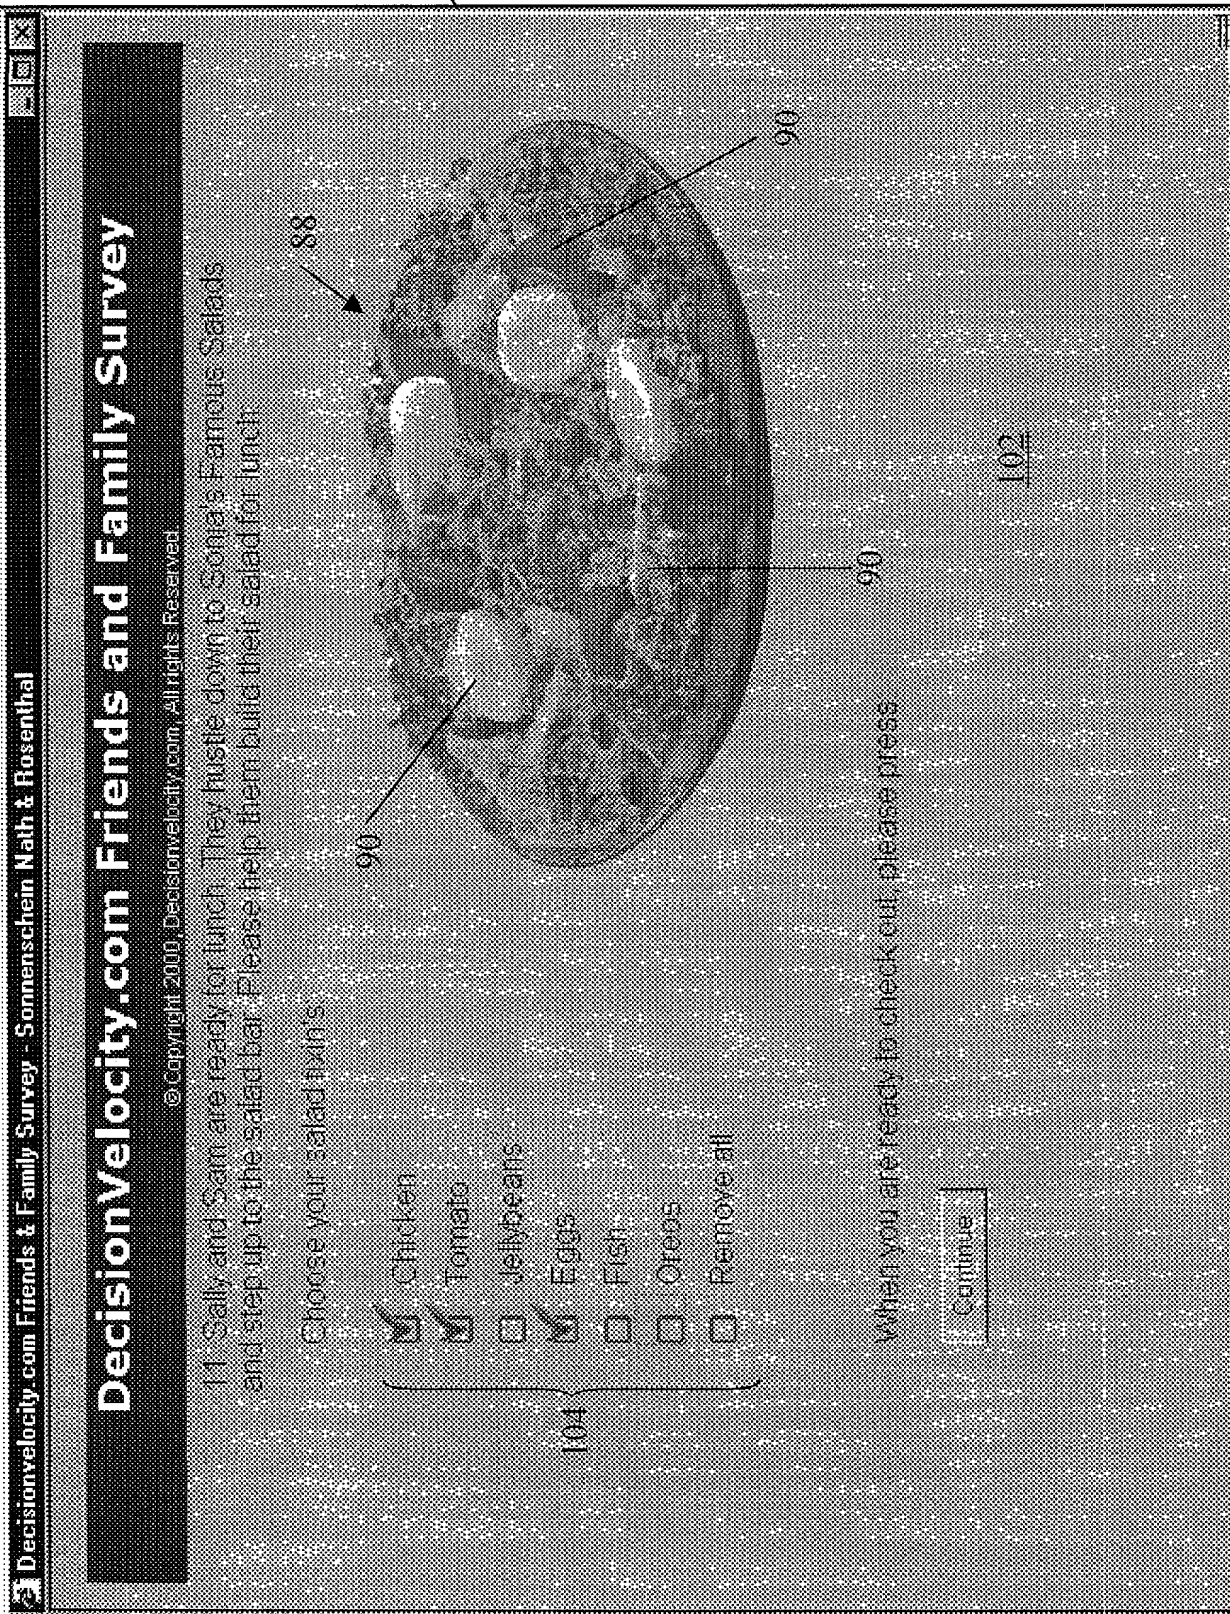 Decisionvelocity.com Friends & Family Survey - Sonnenschein Nath & Rosenthal
DecisionVelocity.com Friends and Family Survey
© Copyright 2000, Decisionvelocity.com. All rights Reserved
11. Sally and Sam are ready for lunch. They hustle down to Sonja's Famous Salads
and step up to the salad bar. Please help them build their salad for lunch.
Choose your salad fixin's
Chicken
Tomato
Jellybeans
Eggs
Fish
Oreos
Remove all
104
88
90
90
90
When you are ready to check out, please press
Continue
102